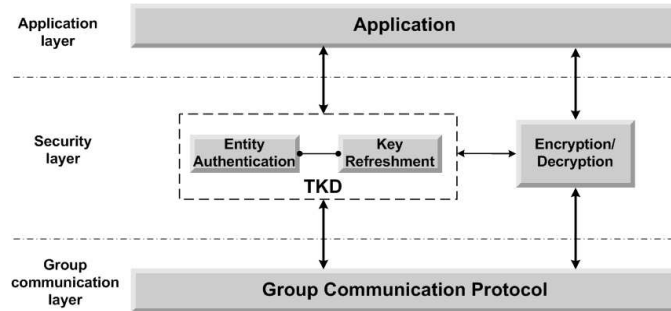 Application
layer
Application
Security
layer
Entity
Authentication
Key
Refreshment
TKD
Encryption/
Decryption
Group
communication
layer
Group Communication Protocol